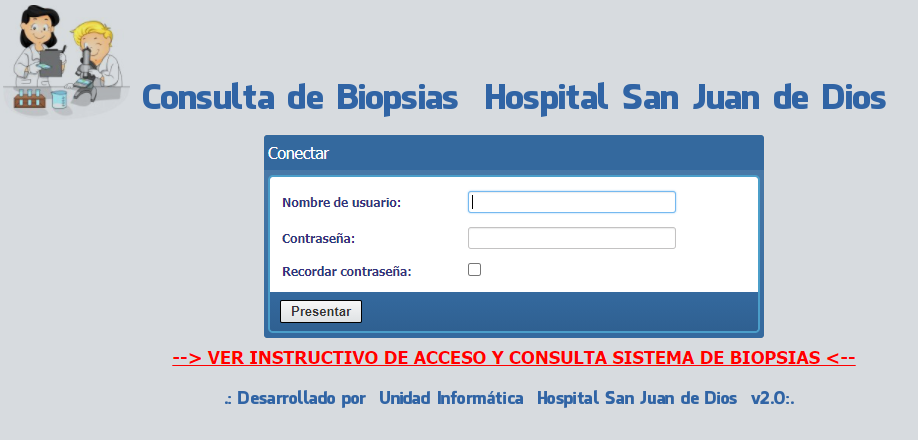 Consulta de Biopsias Hospital San Juan de Dios
Conectar
Nombre de usuario:
Contraseña:
Recordar contraseña:
Presentar
--> VER INSTRUCTIVO DE ACCESO Y CONSULTA SISTEMA DE BIOPSIAS <--
.: Desarrollado por Unidad Informática Hospital San Juan de Dios v2.0:.